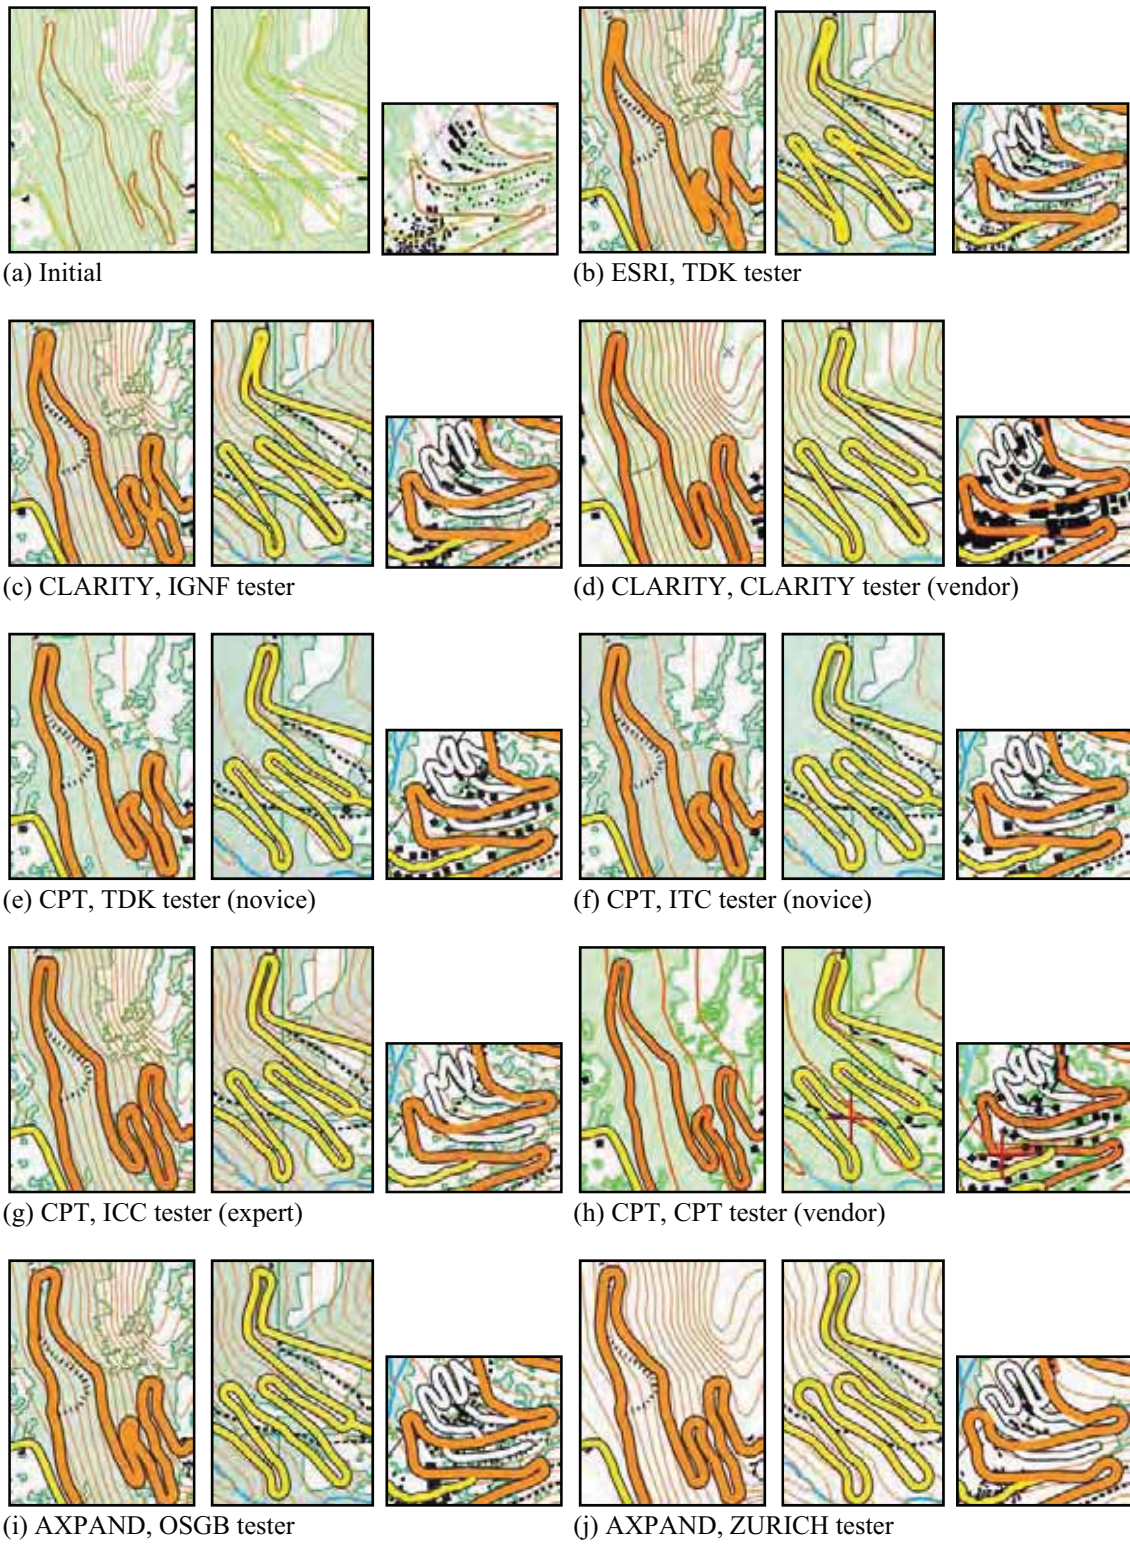 (a) Initial
(b) ESRI, TDK tester
(c) CLARITY, IGNF tester
(d) CLARITY, CLARITY tester (vendor)
(e) CPT, TDK tester (novice)
(f) CPT, ITC tester (novice)
(g) CPT, ICC tester (expert)
(h) CPT, CPT tester (vendor)
(i) AXPAND, OSGB tester
(j) AXPAND, ZURICH tester